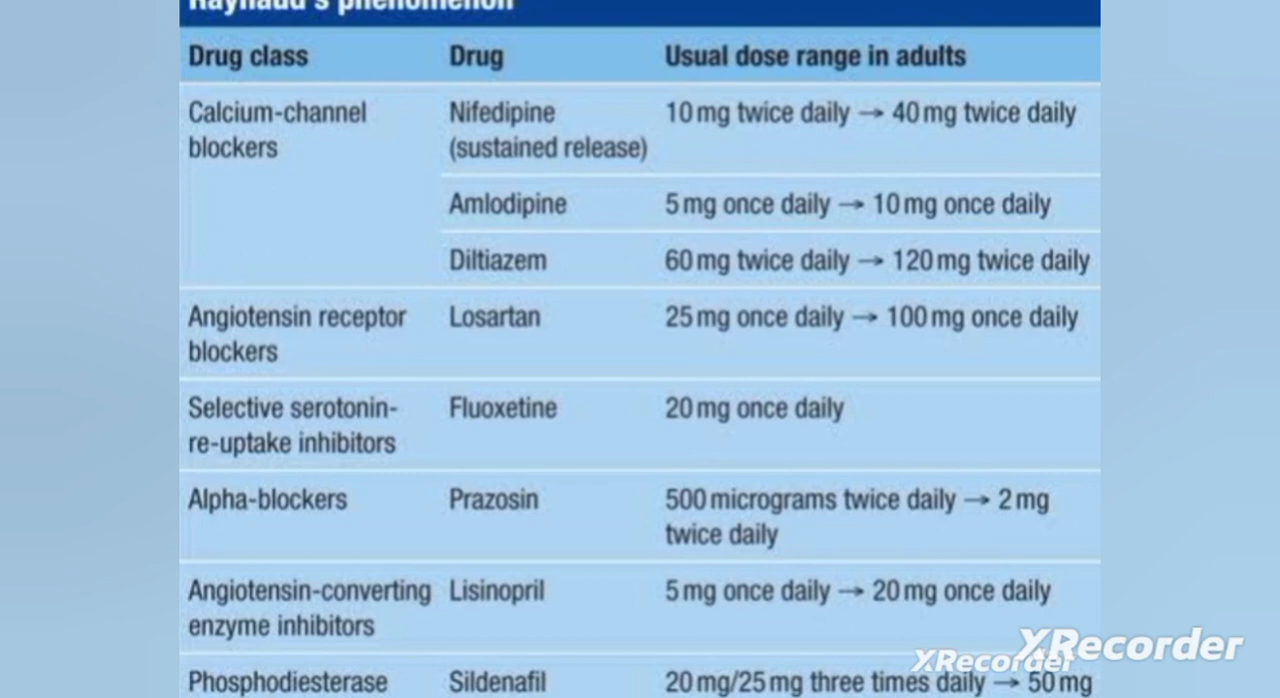 Raynaud's phenomenon
Drug class Drug Usual dose range in adults
Calcium-channel Nifedipine 10 mg twice daily → 40 mg twice daily
blockers (sustained release)
Amlodipine 5 mg once daily → 10 mg once daily
Diltiazem 60 mg twice daily → 120 mg twice daily
Angiotensin receptor Losartan 25 mg once daily → 100 mg once daily
blockers
Selective serotonin- Fluoxetine 20 mg once daily
re-uptake inhibitors
Alpha-blockers Prazosin 500 micrograms twice daily → 2 mg
twice daily
Angiotensin-converting Lisinopril 5 mg once daily → 20 mg once daily
enzyme inhibitors
Phosphodiesterase Sildenafil 20 mg/25 mg three times daily → 50 mg
XRecorder
XRecorder